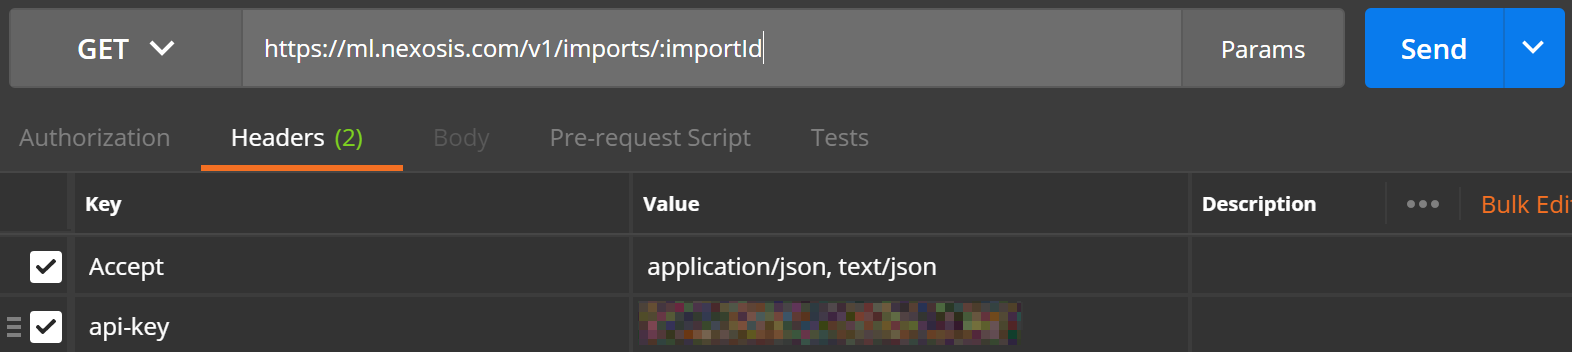 GET https://ml.nexosis.com/v1/imports/:importId Params Send
Authorization Headers (2) Body Pre-request Script Tests
Key Value Description ••• Bulk Edi
Accept application/json, text/json
api-key